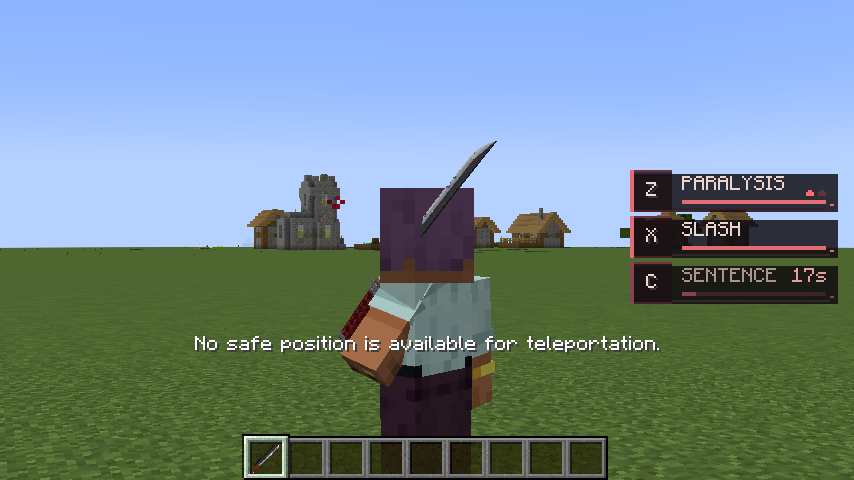 Z PARALYSIS
X SLASH
C SENTENCE 17s
No safe position is available for teleportation.